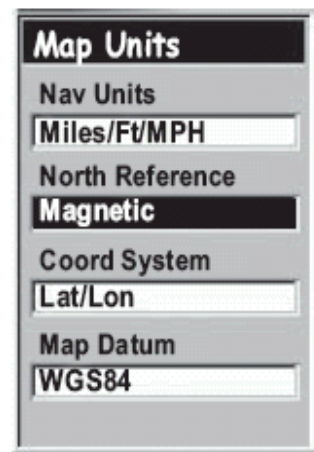 Map Units
Nav Units
Miles/Ft/MPH
North Reference
Magnetic
Coord System
Lat/Lon
Map Datum
WGS84